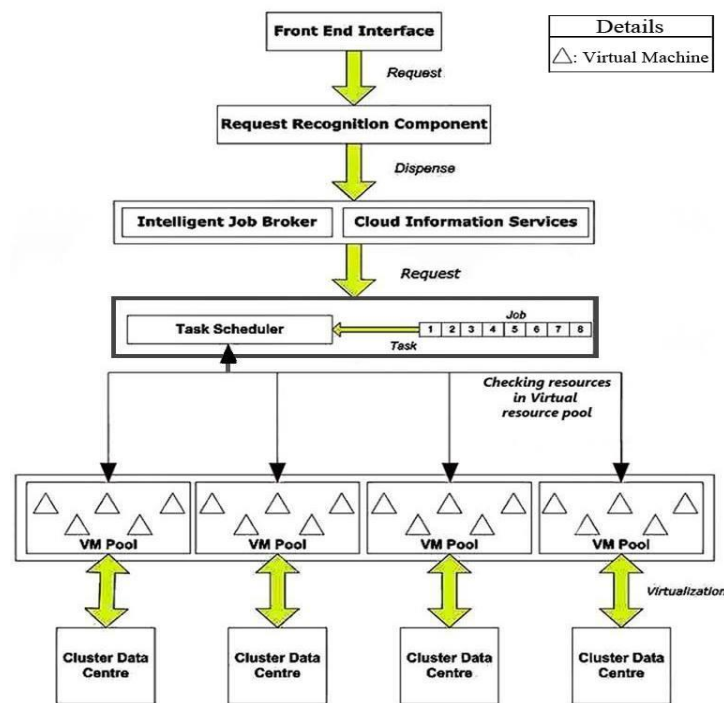 Front End Interface
Details
△: Virtual Machine
Request
Request Recognition Component
Dispense
Intelligent Job Broker
Cloud Information Services
Request
Task Scheduler
Job
1 2 3 4 5 6 7 8
Task
Checking resources
in Virtual
resource pool
VM Pool
VM Pool
VM Pool
VM Pool
Virtualization
Cluster Data
Centre
Cluster Data
Centre
Cluster Data
Centre
Cluster Data
Centre